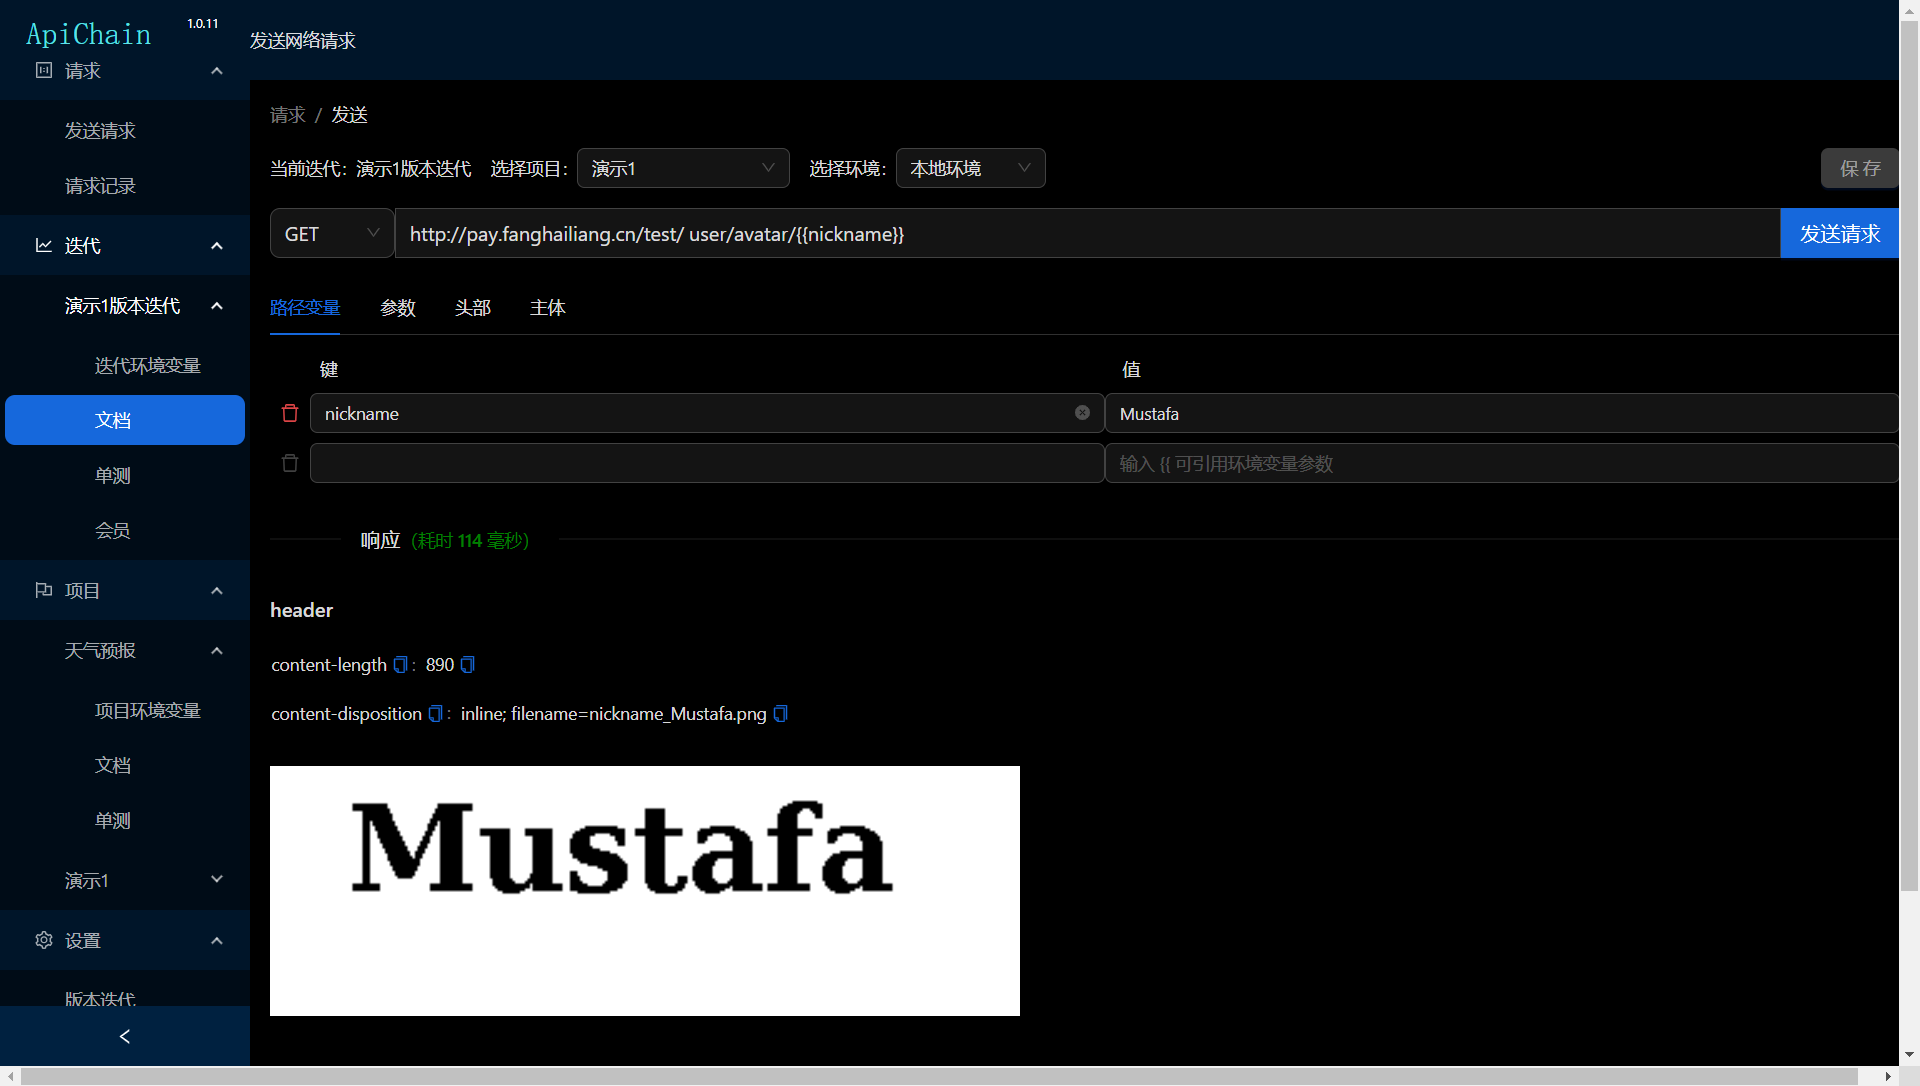 ApiChain 1.0.11
请求
发送请求
请求记录
迭代
演示1版本迭代
迭代环境变量
文档
单测
会员
项目
天气预报
项目环境变量
文档
单测
演示1
设置
版本迭代
<
发送网络请求
请求 / 发送
当前迭代: 演示1版本迭代 选择项目: 演示1 选择环境: 本地环境 保存
GET http://pay.fanghailiang.cn/test/ user/avatar/{{nickname}} 发送请求
路径变量 参数 头部 主体
键 值
nickname Mustafa
输入 {{ 可引用环境变量参数
响应 (耗时 114 毫秒)
header
content-length : 890
content-disposition : inline; filename=nickname_Mustafa.png
Mustafa